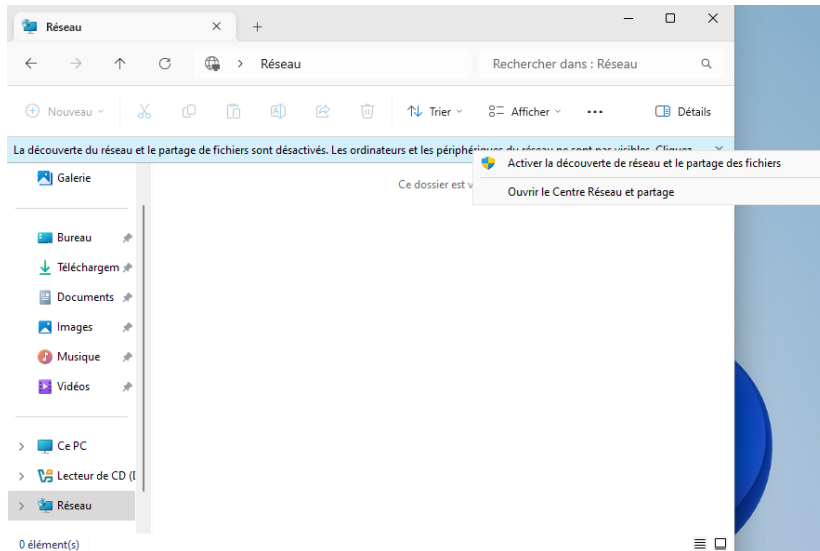 Réseau
Réseau
Rechercher dans : Réseau
Nouveau
Trier
Afficher
Détails
La découverte du réseau et le partage de fichiers sont désactivés. Les ordinateurs et les périphériques du réseau ne sont pas visibles. Cliquez
Activer la découverte de réseau et le partage des fichiers
Ouvrir le Centre Réseau et partage
Galerie
Ce dossier est v
Bureau
Téléchargem
Documents
Images
Musique
Vidéos
Ce PC
Lecteur de CD (D
Réseau
0 élément(s)